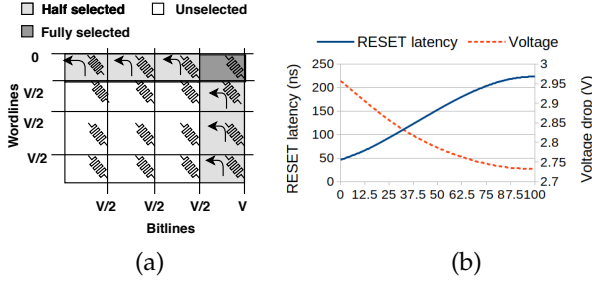 Half selected Unselected
Fully selected
0
V/2
V/2
V/2
Wordlines
V/2 V/2 V/2 V
Bitlines
(a)
RESET latency Voltage
250 3
200 2.95
2.9
150 2.85
100 2.8
50 2.75
0 2.7
0 12.5 25 37.5 50 62.5 75 87.5 100
RESET latency (ns)
Voltage drop (V)
(b)